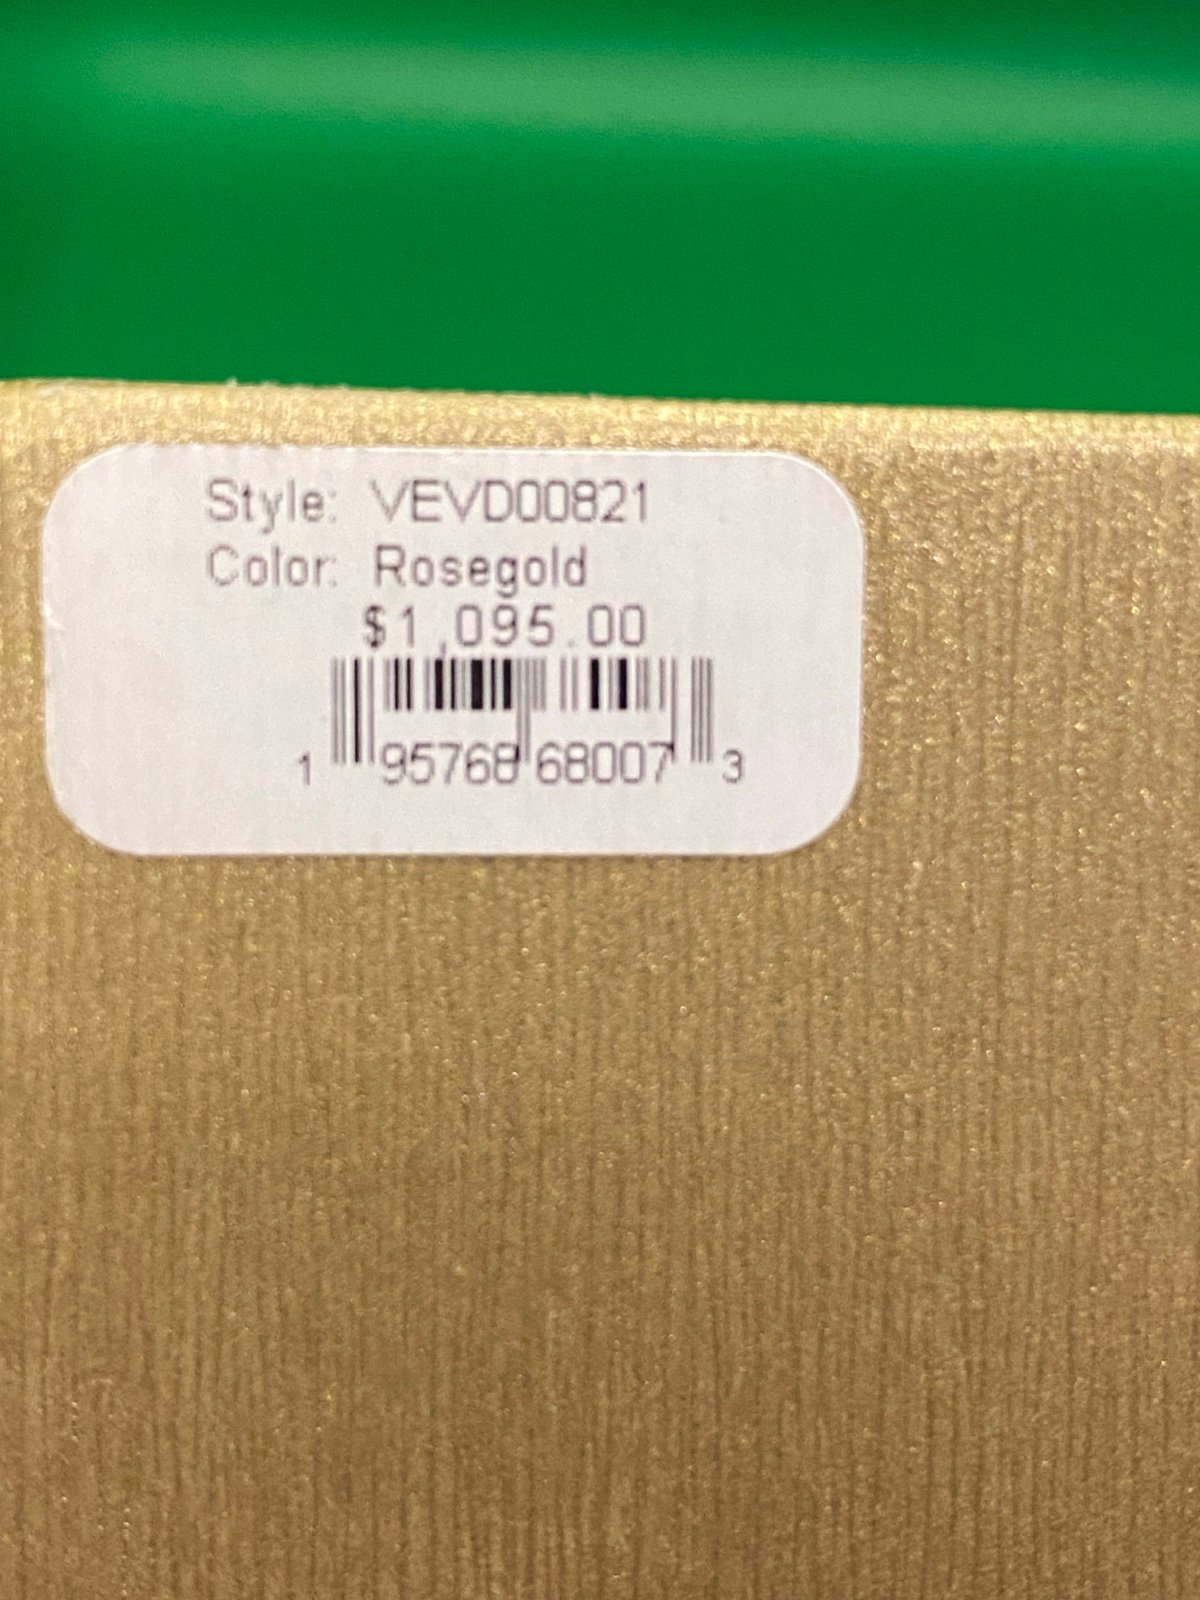 Style: VEVD00821
Color: Rosegold
$1,095.00
1 95768 68007 3